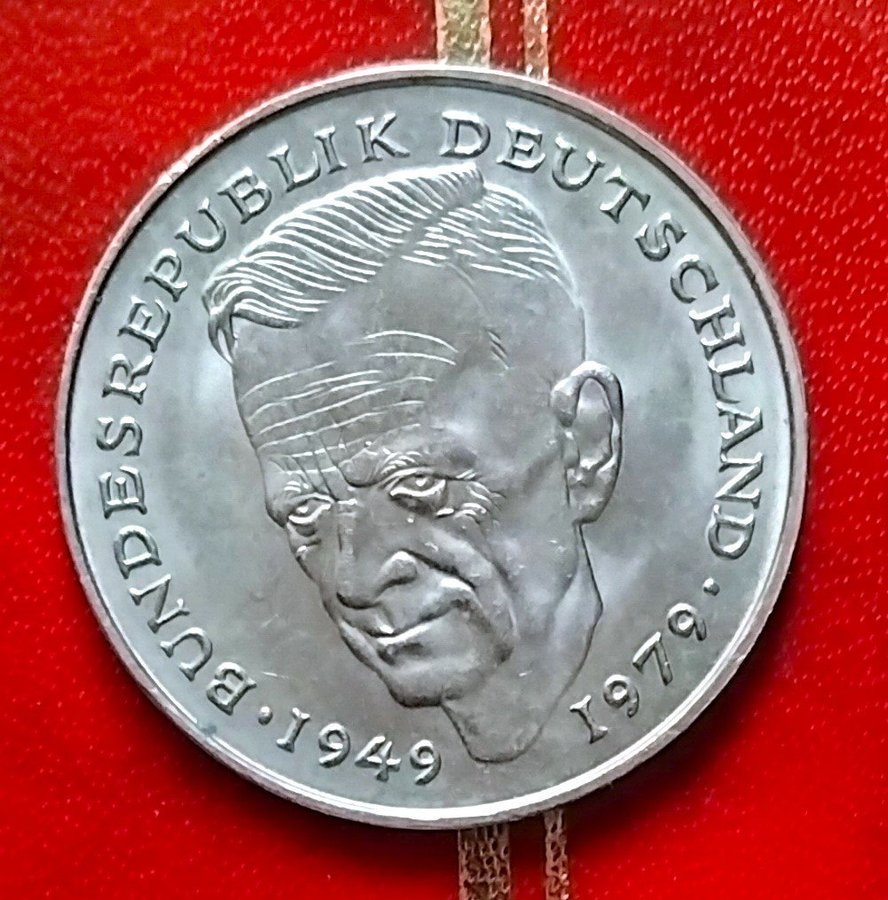 BUNDESREPUBLIK DEUTSCHLAND · 1949 1979 ·